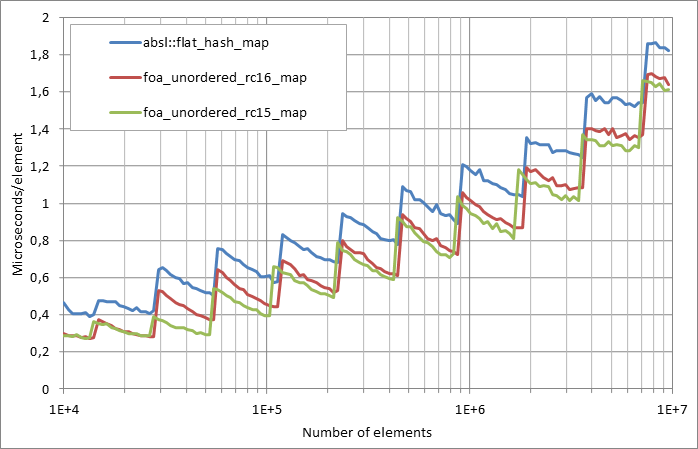 2
1,8
1,6
1,4
1,2
1
0,8
0,6
0,4
0,2
0
Microseconds/element
absl::flat_hash_map
foa_unordered_rc16_map
foa_unordered_rc15_map
1E+4 1E+5 1E+6 1E+7
Number of elements